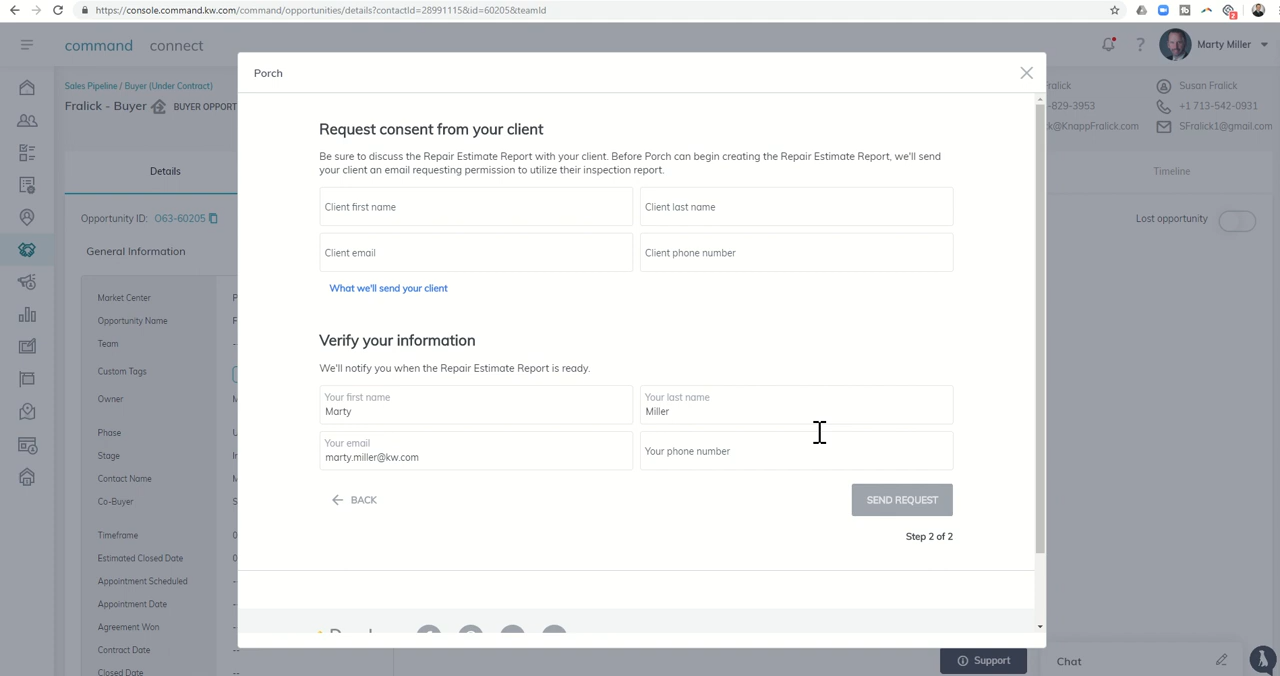 https://console.command.kw.com/command/opportunities/details?contactId=28991115&id=60205&teamId
2
command connect
? Marty Miller
Sales Pipeline / Buyer (Under Contract)
Fralick - Buyer BUYER OPPORT
ralick
Susan Fralick
-829-3953
+1 713-542-0931
k@KnappFralick.com
SFralick1@gmail.com
Details
Timeline
Opportunity ID: O63-60205
Lost opportunity
General Information
Market Center
Opportunity Name
Team
Custom Tags
Owner
Phase
Stage
Contact Name
Co-Buyer
Timeframe
Estimated Closed Date
Appointment Scheduled
Appointment Date
Agreement Won
Contract Date
Closed Date
Porch
Request consent from your client
Be sure to discuss the Repair Estimate Report with your client. Before Porch can begin creating the Repair Estimate Report, we'll send
your client an email requesting permission to utilize their inspection report.
Client first name
Client last name
Client email
Client phone number
What we'll send your client
Verify your information
We'll notify you when the Repair Estimate Report is ready.
Your first name
Marty
Your last name
Miller
Your email
marty.miller@kw.com
Your phone number
BACK
SEND REQUEST
Step 2 of 2
Support
Chat